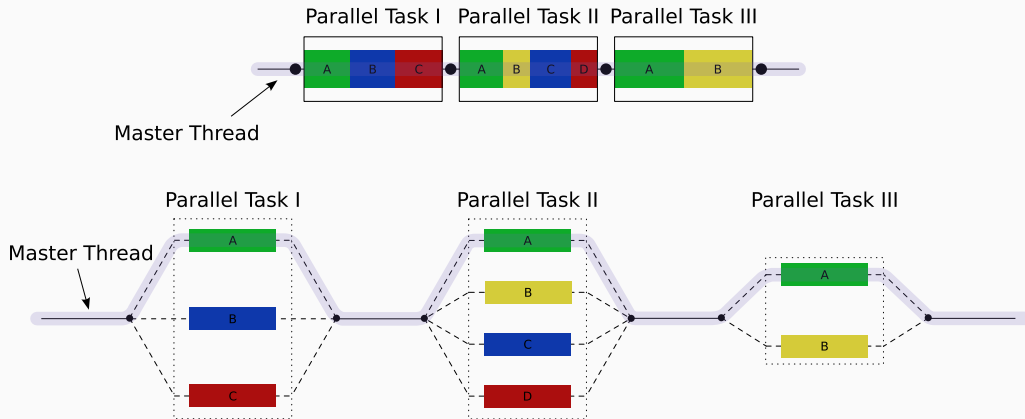 Parallel Task I Parallel Task II Parallel Task III
A B C A B C D A B
Master Thread
Parallel Task I Parallel Task II Parallel Task III
A A
Master Thread
B A
B C
B
C D